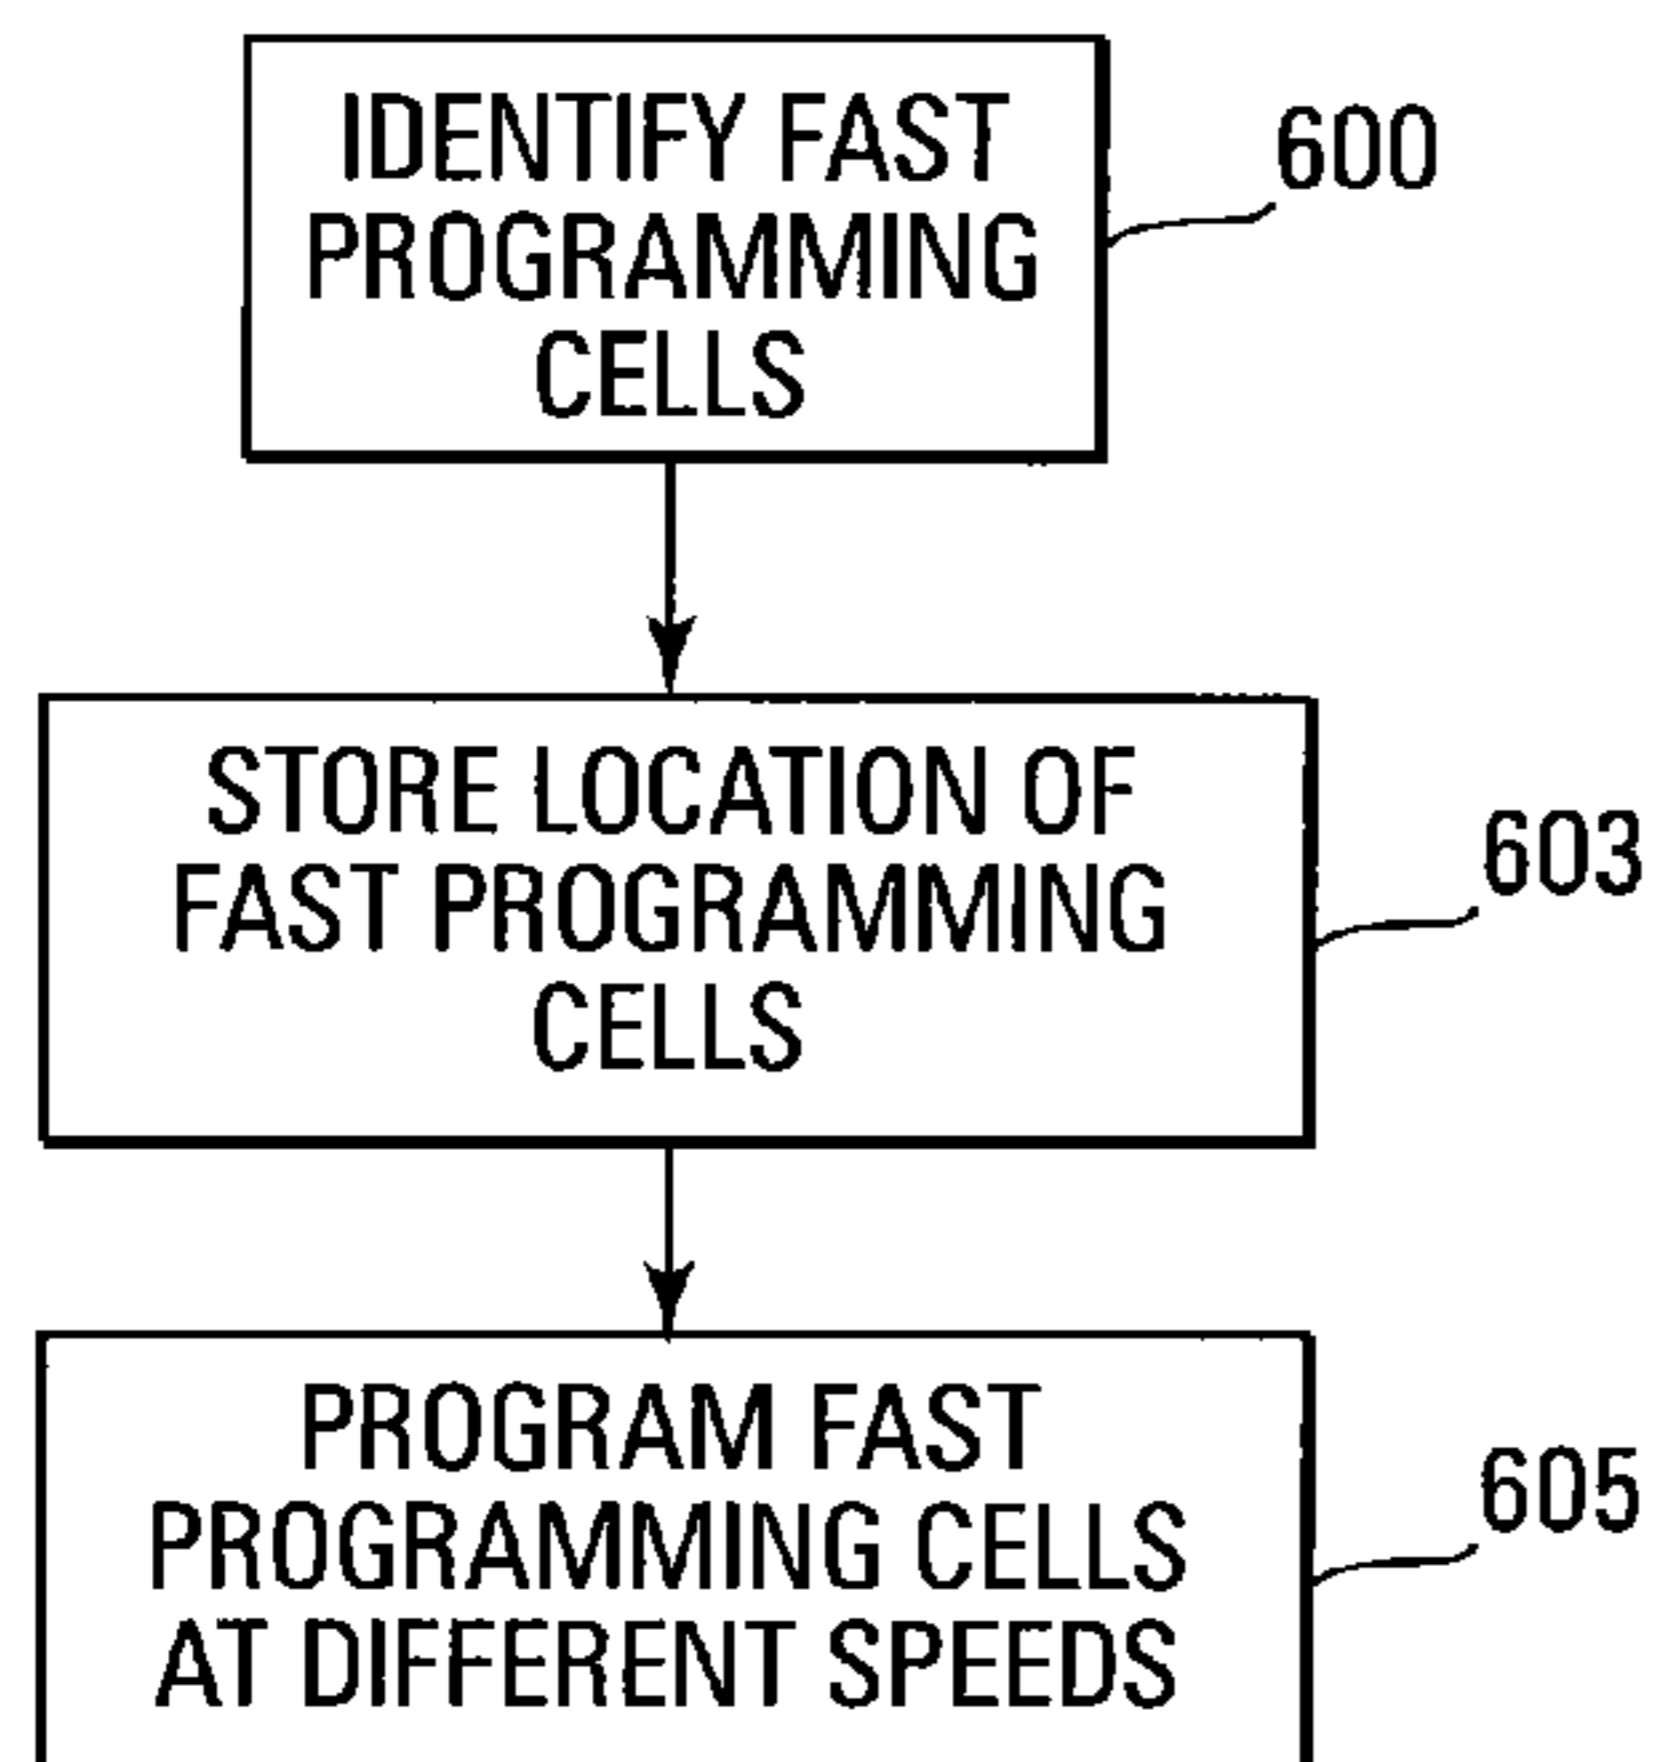 IDENTIFY FAST
PROGRAMMING
CELLS
600
STORE LOCATION OF
FAST PROGRAMMING
CELLS
603
PROGRAM FAST
PROGRAMMING CELLS
AT DIFFERENT SPEEDS
605